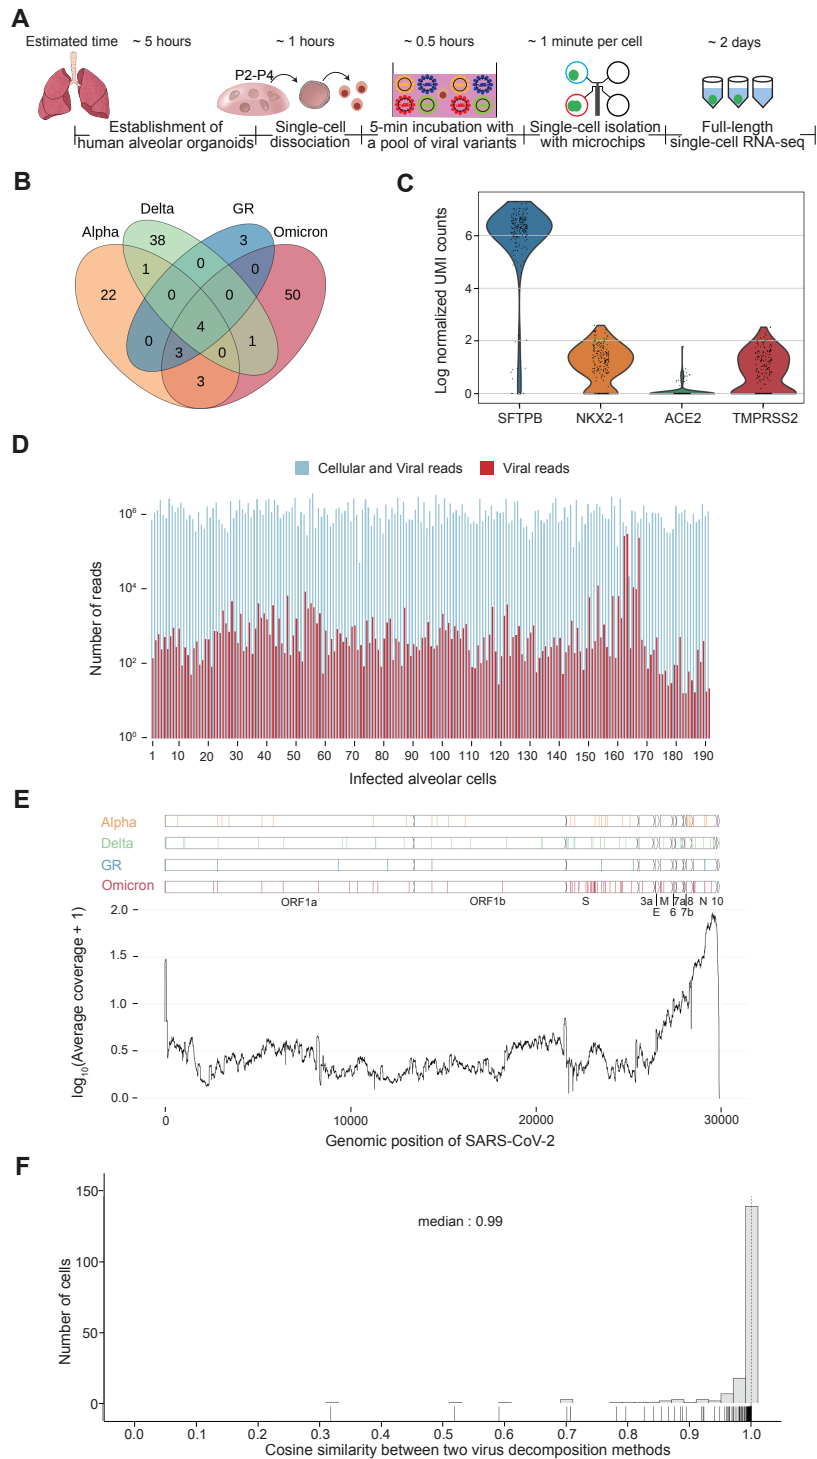 A
Estimated time
~ 5 hours
~ 1 hours
~ 0.5 hours
~ 1 minute per cell
~ 2 days
P2-P4
Establishment of
human alveolar organoids
Single-cell
dissociation
5-min incubation with
a pool of viral variants
Single-cell isolation
with microchips
Full-length
single-cell RNA-seq
B
Delta
GR
Alpha
Omicron
38
3
1
0
0
22
0
0
50
4
0
1
3
0
3
C
Log normalized UMI counts
6
4
2
0
SFTPB
NKX2-1
ACE2
TMPRSS2
D
Cellular and Viral reads
Viral reads
Number of reads
10⁶
10⁴
10²
10⁰
1 10 20 30 40 50 60 70 80 90 100 110 120 130 140 150 160 170 180 190
Infected alveolar cells
E
Alpha
Delta
GR
Omicron
ORF1a
ORF1b
S
3a
M
7a
8
N
10
E
6
7b
log₁₀(Average coverage + 1)
2.0
1.5
1.0
0.5
0.0
0 10000 20000 30000
Genomic position of SARS-CoV-2
F
Number of cells
150
100
50
0
median : 0.99
0.0 0.1 0.2 0.3 0.4 0.5 0.6 0.7 0.8 0.9 1.0
Cosine similarity between two virus decomposition methods